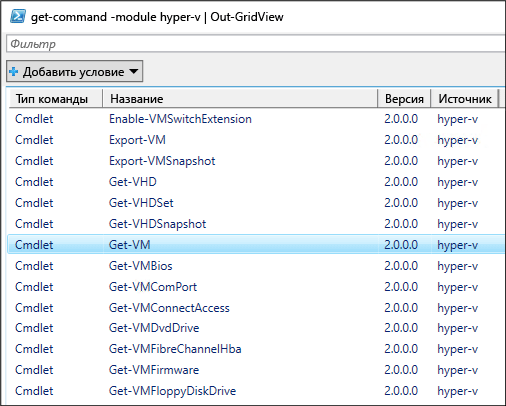 get-command -module hyper-v | Out-GridView
Фильтр
Добавить условие
Тип команды Название Версия Источник
Cmdlet Enable-VMSwitchExtension 2.0.0.0 hyper-v
Cmdlet Export-VM 2.0.0.0 hyper-v
Cmdlet Export-VMSnapshot 2.0.0.0 hyper-v
Cmdlet Get-VHD 2.0.0.0 hyper-v
Cmdlet Get-VHDSet 2.0.0.0 hyper-v
Cmdlet Get-VHDSnapshot 2.0.0.0 hyper-v
Cmdlet Get-VM 2.0.0.0 hyper-v
Cmdlet Get-VMBios 2.0.0.0 hyper-v
Cmdlet Get-VMComPort 2.0.0.0 hyper-v
Cmdlet Get-VMConnectAccess 2.0.0.0 hyper-v
Cmdlet Get-VMDvdDrive 2.0.0.0 hyper-v
Cmdlet Get-VMFibreChannelHba 2.0.0.0 hyper-v
Cmdlet Get-VMFirmware 2.0.0.0 hyper-v
Cmdlet Get-VMFloppyDiskDrive 2.0.0.0 hyper-v